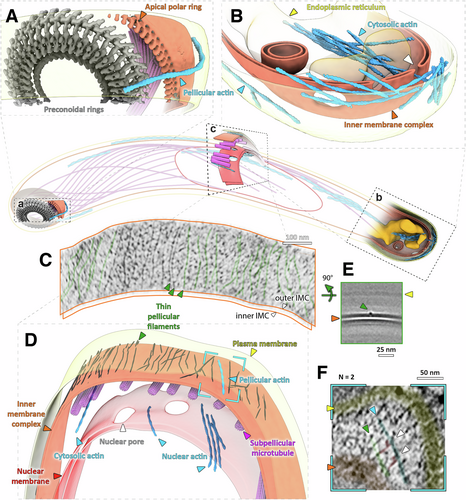 A
Apical polar ring
Pellicular actin
Preconoidal rings
B
Endoplasmic reticulum
Cytosolic actin
Inner membrane complex
c
a
b
C
100 nm
outer IMC
inner IMC
Thin
pellicular
filaments
90°
E
25 nm
D
Plasma membrane
Pellicular actin
Inner
membrane
complex
Cytosolic actin
Nuclear pore
Nuclear actin
Subpellicular
microtubule
Nuclear
membrane
F
N = 2
50 nm